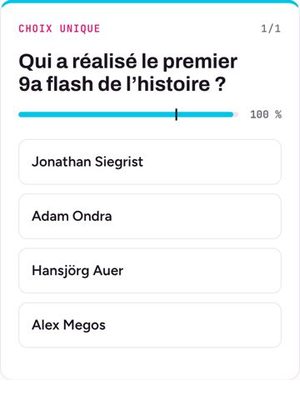 CHOIX UNIQUE 1/1
Qui a réalisé le premier
9a flash de l’histoire ?
100 %
Jonathan Siegrist
Adam Ondra
Hansjörg Auer
Alex Megos